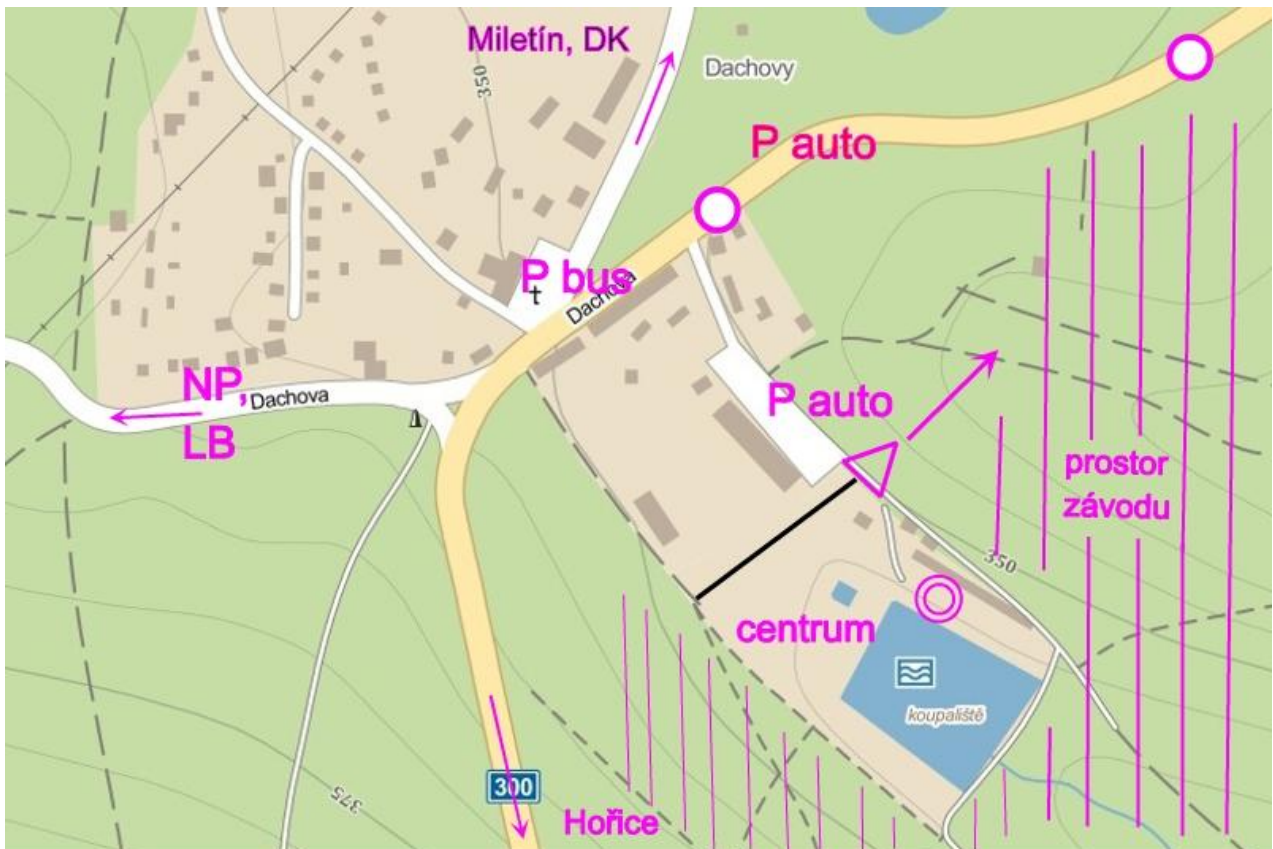 Miletín, DK
350
Dachovy
P auto
P bus
Dachova
NP,
Dachova
LB
P auto
prostor
závodu
350
centrum
koupaliště
300
375
Hořice